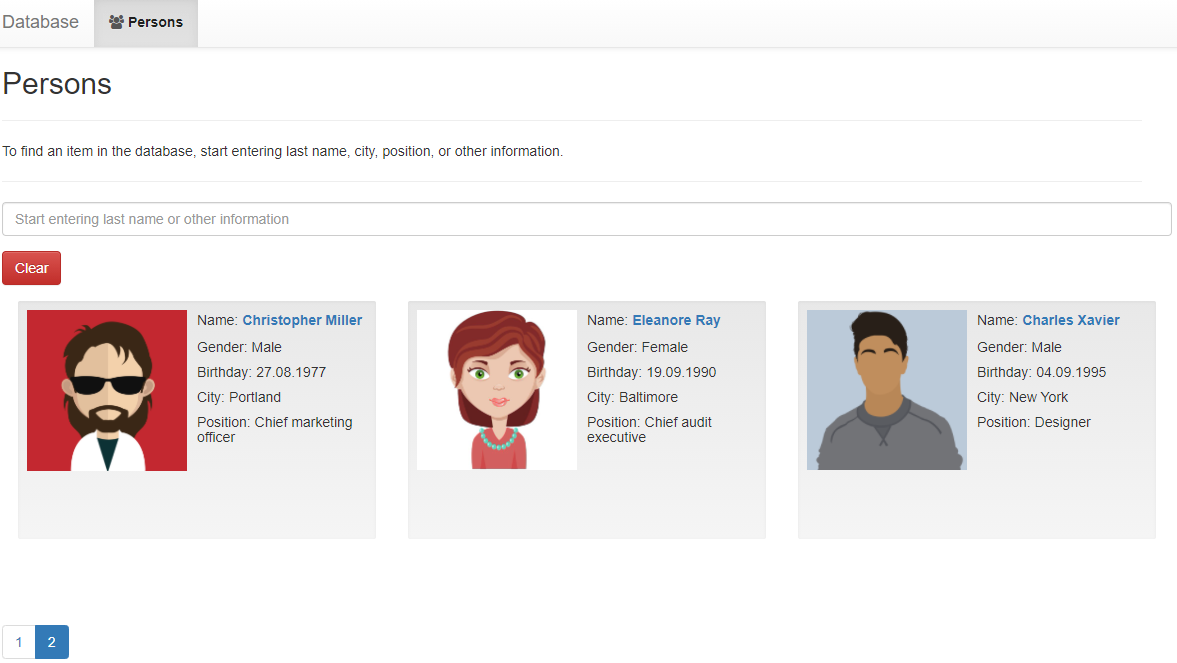 Database Persons
Persons
To find an item in the database, start entering last name, city, position, or other information.
Start entering last name or other information
Clear
Name: Christopher Miller
Gender: Male
Birthday: 27.08.1977
City: Portland
Position: Chief marketing
officer
Name: Eleanore Ray
Gender: Female
Birthday: 19.09.1990
City: Baltimore
Position: Chief audit
executive
Name: Charles Xavier
Gender: Male
Birthday: 04.09.1995
City: New York
Position: Designer
1 2